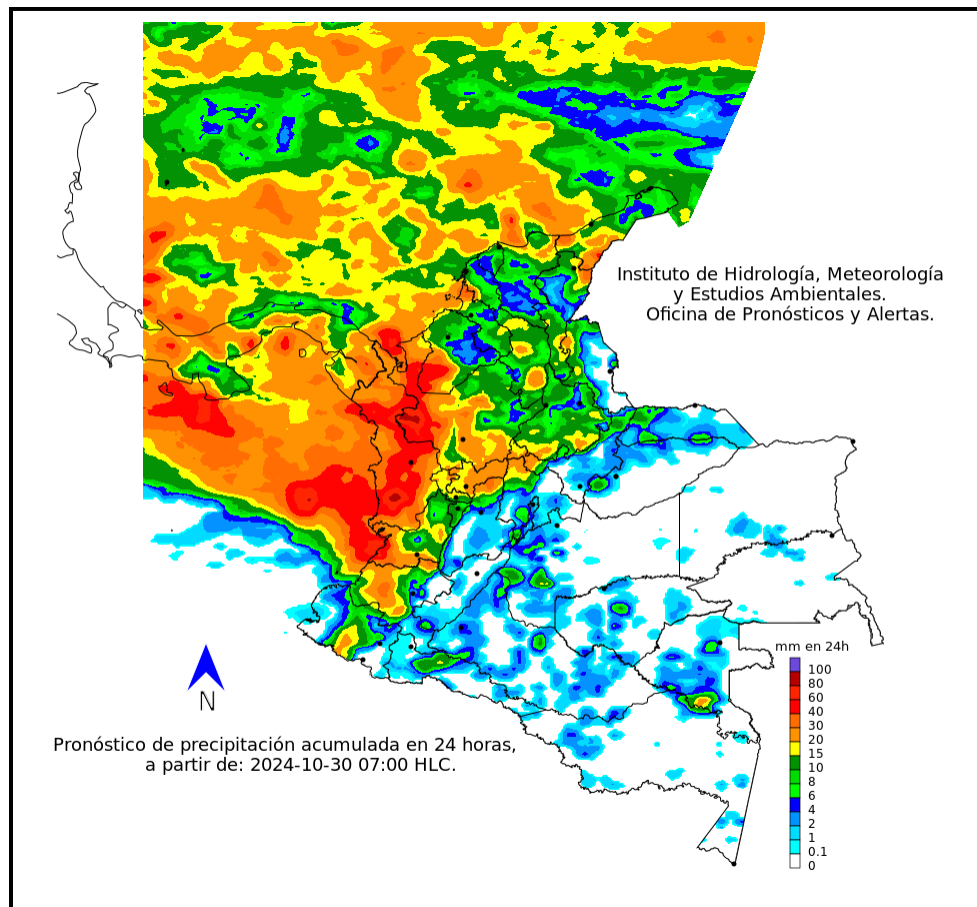 Instituto de Hidrología, Meteorología
y Estudios Ambientales.
Oficina de Pronósticos y Alertas.
mm en 24h
100
80
60
40
30
20
15
10
8
6
4
2
1
0.1
0
N
Pronóstico de precipitación acumulada en 24 horas,
a partir de: 2024-10-30 07:00 HLC.